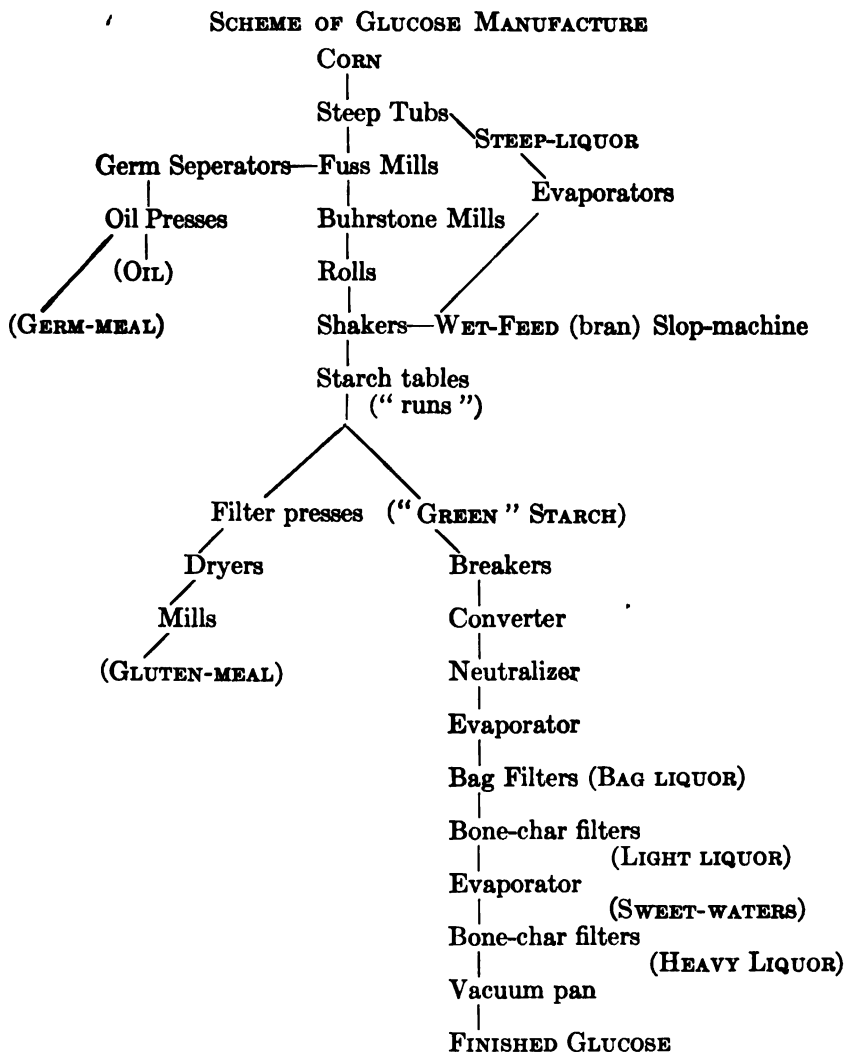 SCHEME OF GLUCOSE MANUFACTURE
CORN
Steep Tubs
STEEP-LIQUOR
Germ Seperators Fuss Mills
Evaporators
Oil Presses Buhrstone Mills
(OIL) Rolls
(GERM-MEAL) Shakers WET-FEED (bran) Slop-machine
Starch tables
(“ runs ”)
Filter presses (“ GREEN ” STARCH)
Dryers Breakers
Mills Converter
(GLUTEN-MEAL) Neutralizer
Evaporator
Bag Filters (BAG LIQUOR)
Bone-char filters
(LIGHT LIQUOR)
Evaporator
(SWEET-WATERS)
Bone-char filters
(HEAVY LIQUOR)
Vacuum pan
FINISHED GLUCOSE